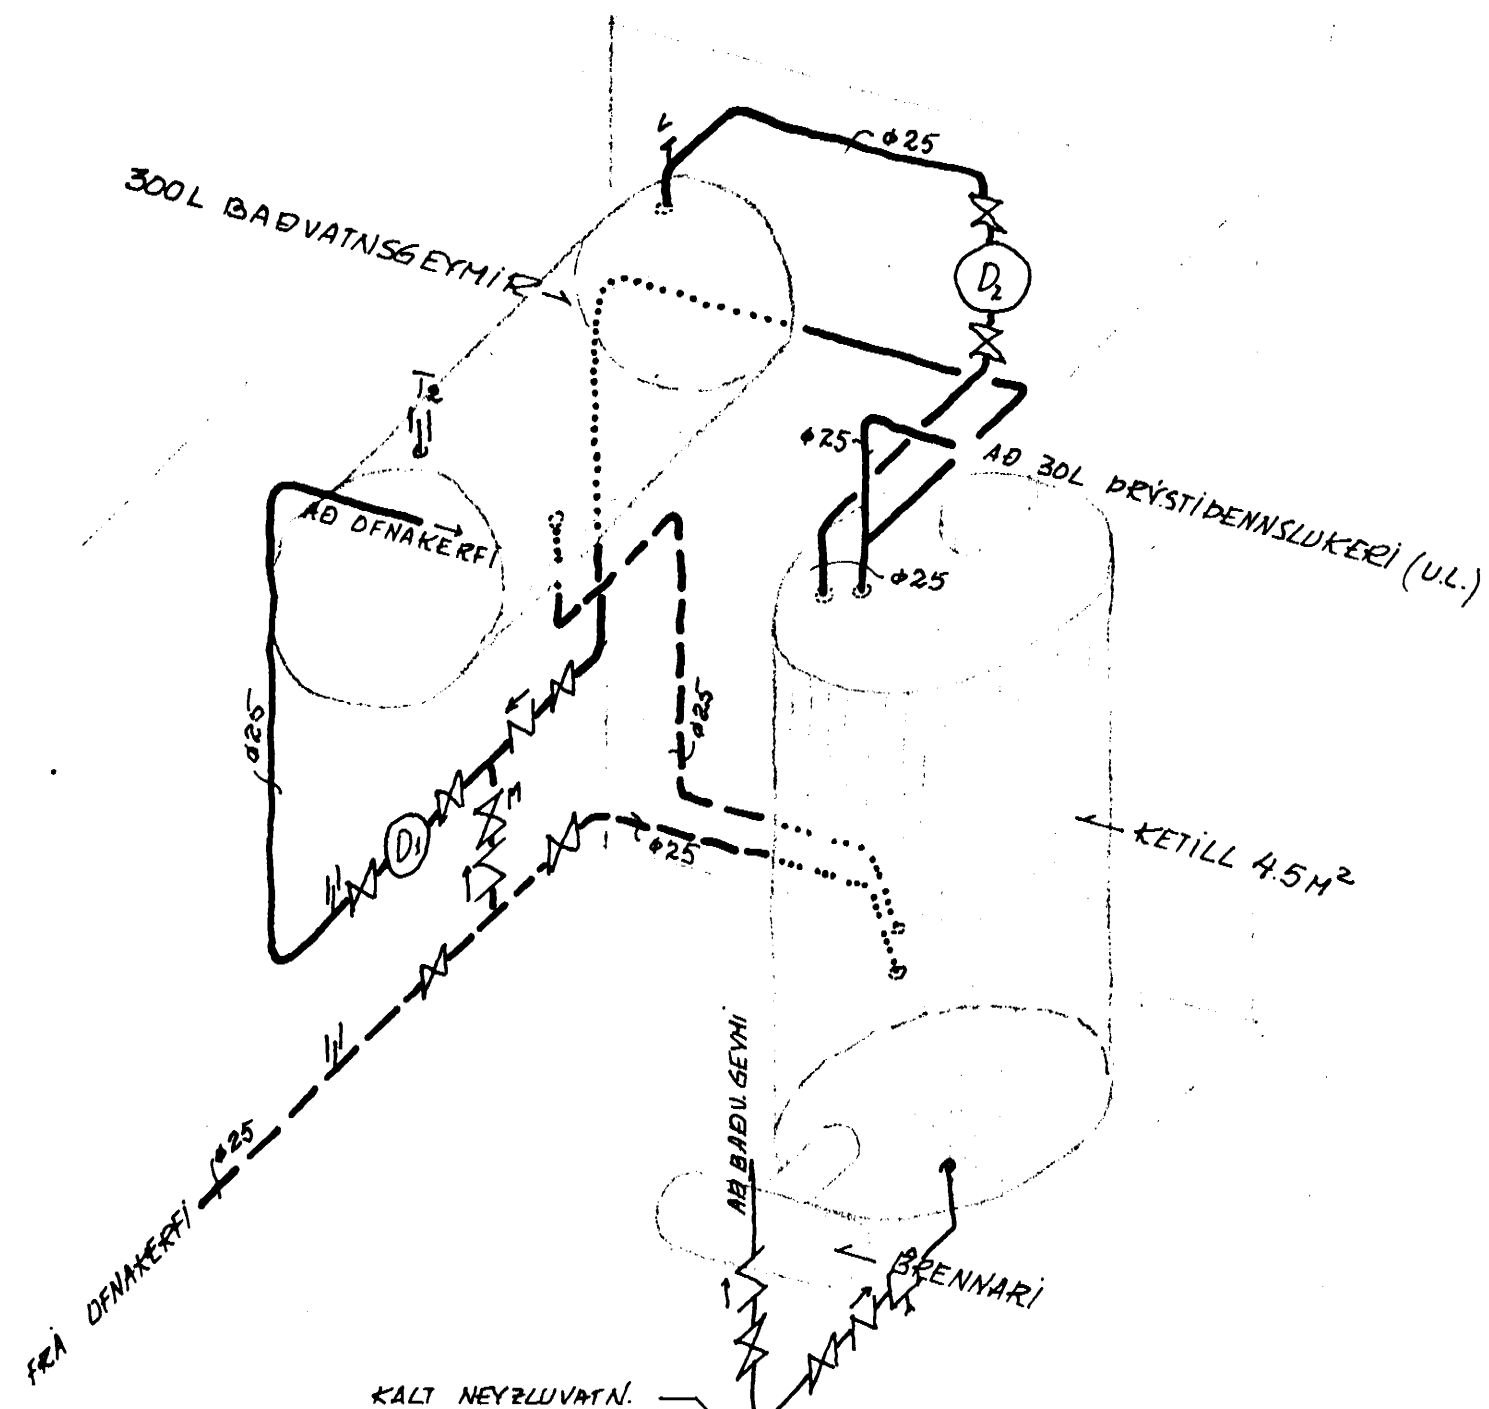 ø25
300L BAÐVATNSGEYMIR
D2
T2
ø25
AÐ 30L ÞRÝSTIÞENNSLUKERI (U.L.)
AÐ OFNAKERFI
ø25
ø25
ø25
M
D1
ø25
KETILL 4.5M²
AÐ BAÐV.GEYMI
ø25
FRÁ OFNAKERFI
BRENNARI
KALT NEYZLUVATN.